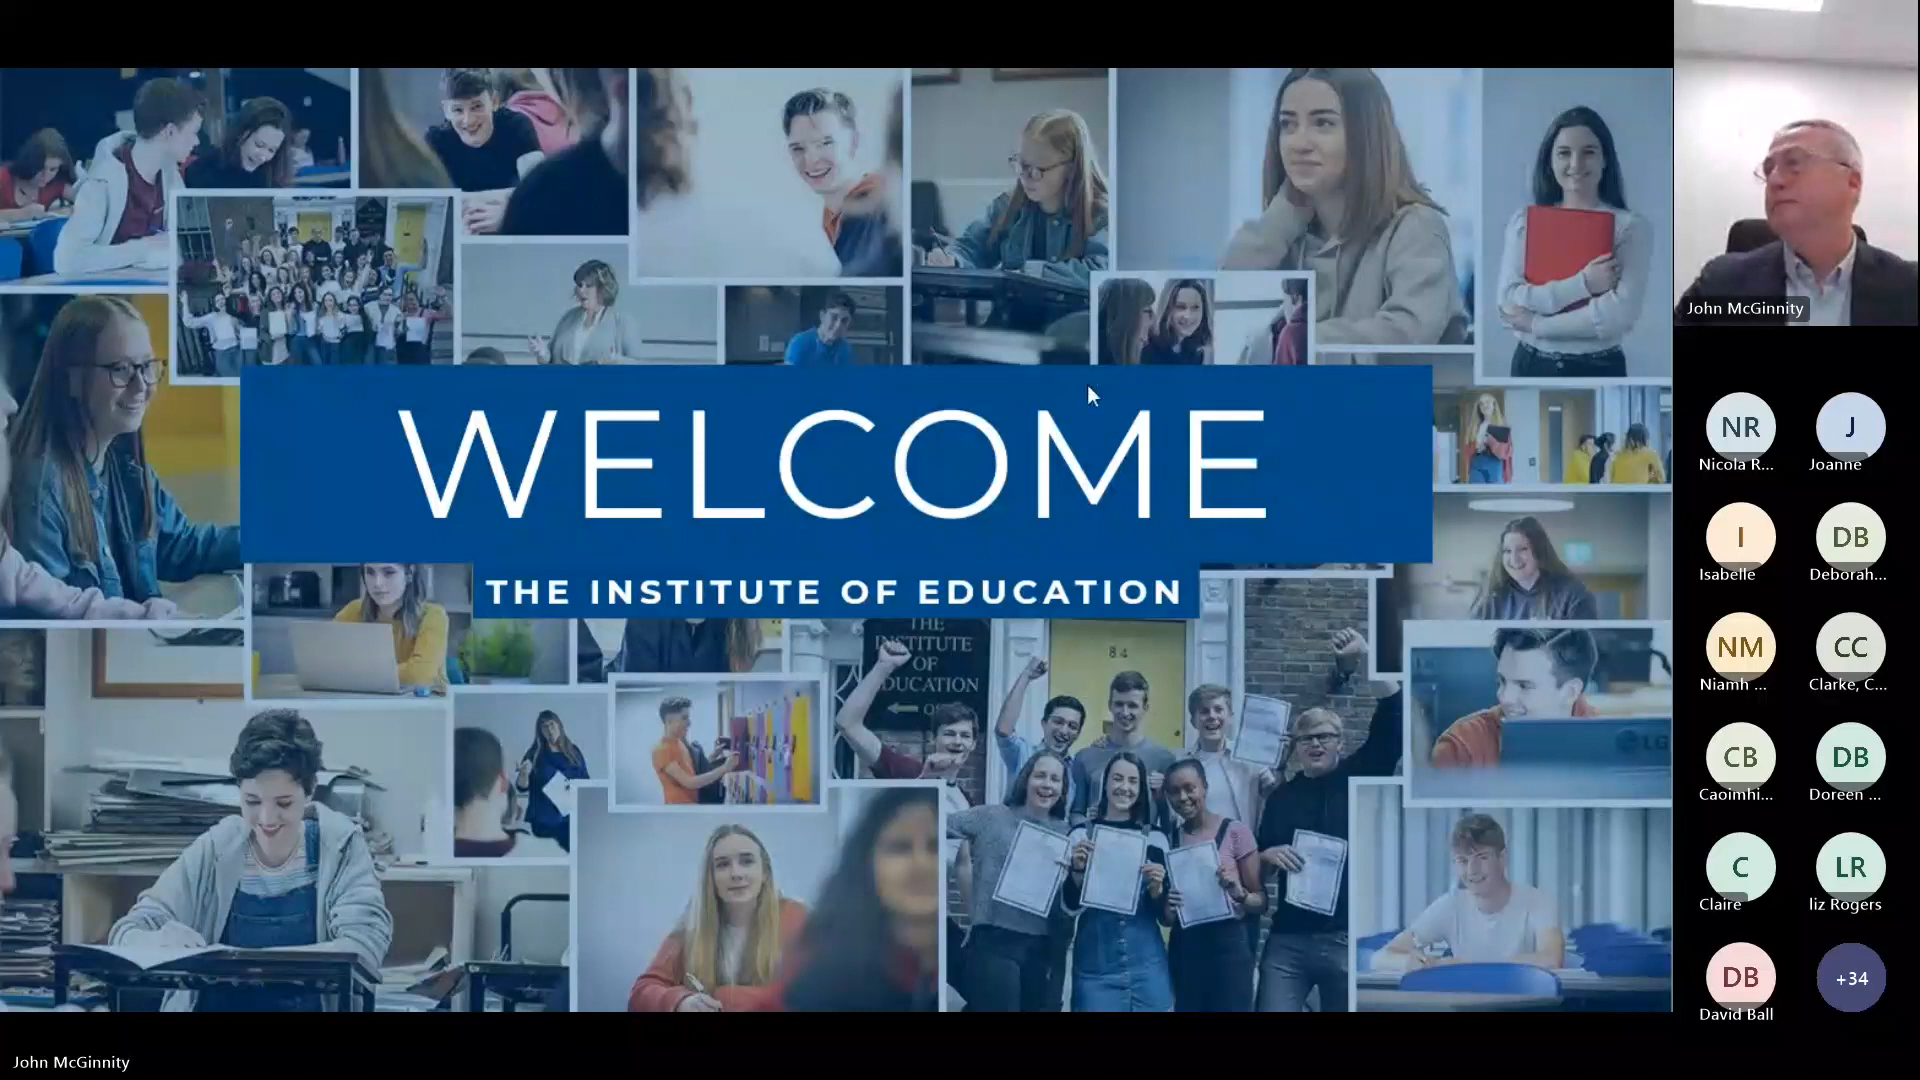 WELCOME
THE INSTITUTE OF EDUCATION
THE
INSTITUTE
OF
EDUCATION
84
LG
John McGinnity
NR
Nicola R...
J
Joanne
I
Isabelle
DB
Deborah...
NM
Niamh ...
CC
Clarke, C...
CB
Caoimhi...
DB
Doreen ...
C
Claire
LR
liz Rogers
DB
David Ball
+34
John McGinnity